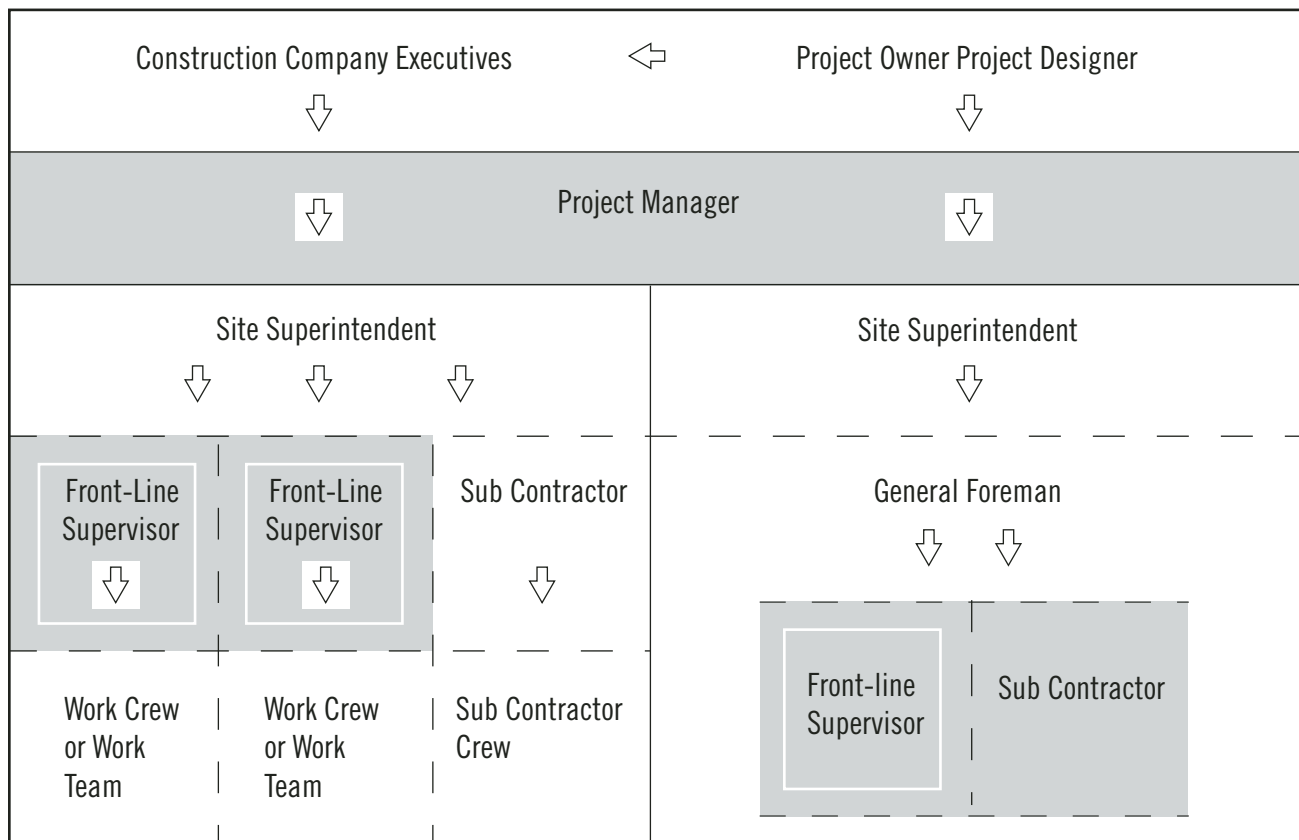 Construction Company Executives
Project Owner Project Designer
Project Manager
Site Superintendent
Site Superintendent
Front-Line
Supervisor
Front-Line
Supervisor
Sub Contractor
General Foreman
Work Crew
or Work
Team
Work Crew
or Work
Team
Sub Contractor
Crew
Front-line
Supervisor
Sub Contractor